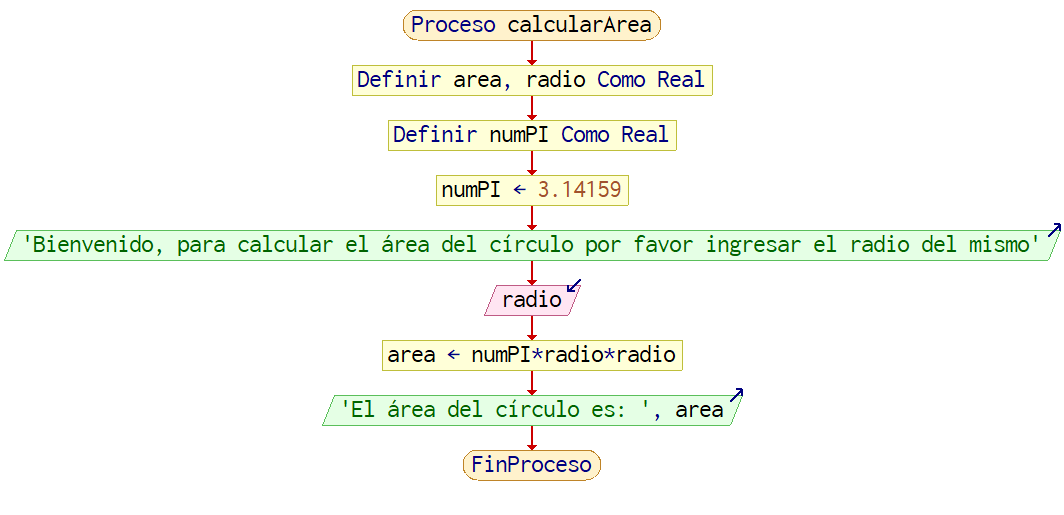 Proceso calcularArea
Definir area, radio Como Real
Definir numPI Como Real
numPI ← 3.14159
'Bienvenido, para calcular el área del círculo por favor ingresar el radio del mismo'
radio
area ← numPI*radio*radio
'El área del círculo es: ', area
FinProceso